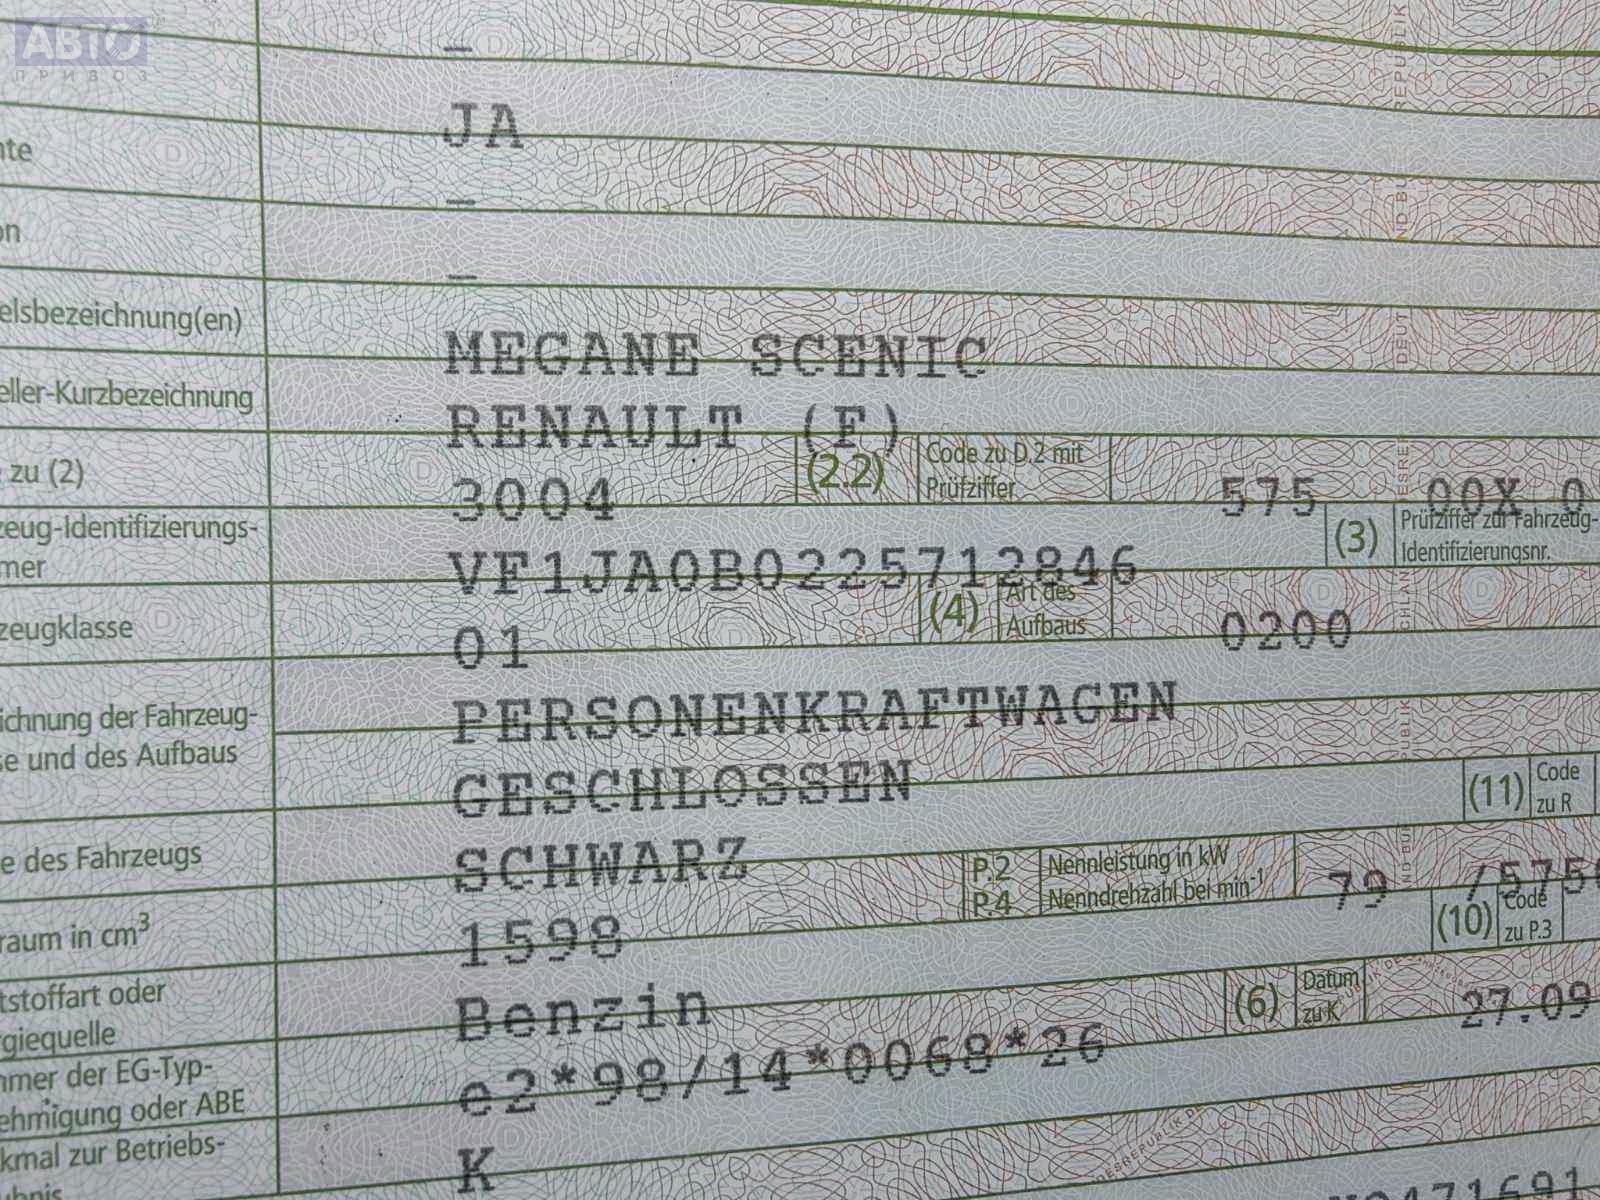 АВТО
ПРИВОЗ
–
JA
nte
–
on
–
elsbezeichnung(en)
MEGANE SCENIC
eller-Kurzbezeichnung
RENAULT (F)
zu (2)
3004
(2.2) Code zu D.2 mit
Prüfziffer
575 00X 0
zeug-Identifizierungs-
mer
VF1JA0B0225712846
(3) Prüfziffer zur Fahrzeug-
Identifizierungsnr.
zeugklasse
01
(4) Art des
Aufbaus
0200
ichnung der Fahrzeug-
se und des Aufbaus
PERSONENKRAFTWAGEN
GESCHLOSSEN
(11) Code
zu R
e des Fahrzeugs
SCHWARZ
P.2 Nennleistung in kW
P.4 Nenndrehzahl bei min-1
79 /575
raum in cm3
1598
(10) Code
zu P.3
tstoffart oder
giequelle
Benzin
(6) Datum
zu K
27.09
mer der EG-Typ-
ehmigung oder ABE
e2*98/14*0068*26
kmal zur Betriebs-
K